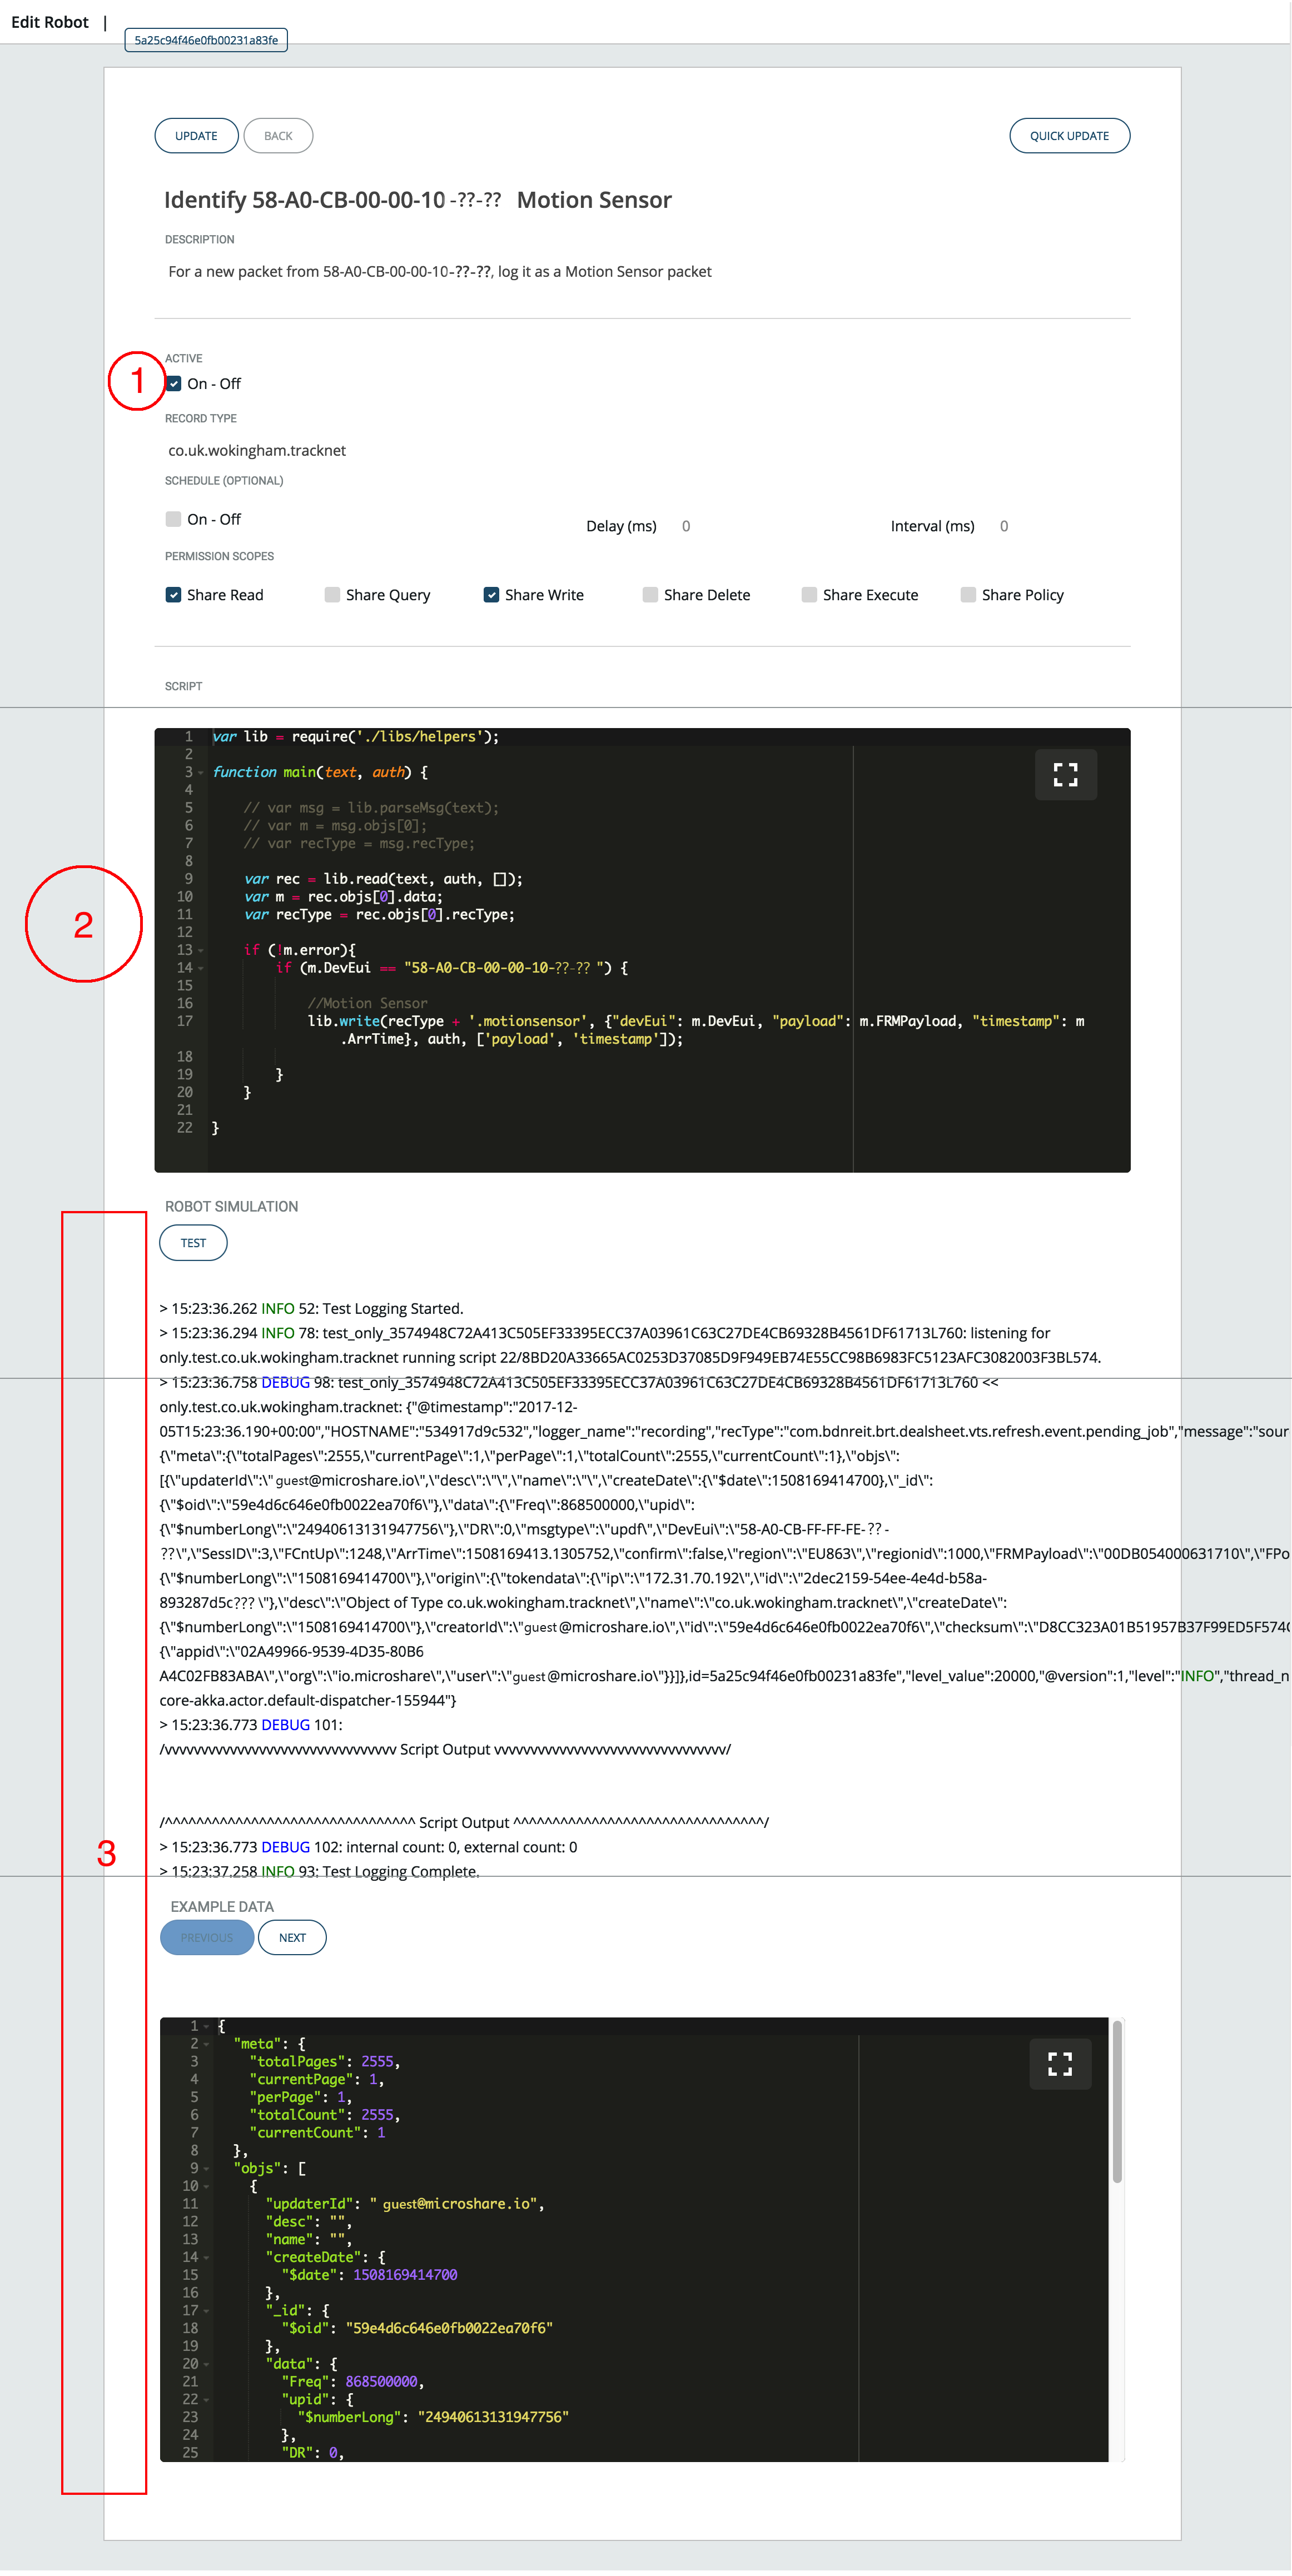 Edit Robot |
5a25c94f46e0fb00231a83fe
UPDATE BACK QUICK UPDATE
Identify 58-A0-CB-00-00-10 -??-?? Motion Sensor
DESCRIPTION
For a new packet from 58-A0-CB-00-00-10-??-??, log it as a Motion Sensor packet
ACTIVE
1 On - Off
RECORD TYPE
co.uk.wokingham.tracknet
SCHEDULE (OPTIONAL)
On - Off Delay (ms) 0 Interval (ms) 0
PERMISSION SCOPES
Share Read Share Query Share Write Share Delete Share Execute Share Policy
SCRIPT
1 var lib = require('./libs/helpers');
2
3 function main(text, auth) {
4
5 // var msg = lib.parseMsg(text);
6 // var m = msg.objs[0];
7 // var recType = msg.recType;
8
9 var rec = lib.read(text, auth, []);
10 var m = rec.objs[0].data;
11 var recType = rec.objs[0].recType;
2
12
13 if (!m.error){
14 if (m.DevEui == "58-A0-CB-00-00-10-??-?? ") {
15
16 //Motion Sensor
17 lib.write(recType + '.motionsensor', {"devEui": m.DevEui, "payload": m.FRMPayload, "timestamp": m
.ArrTime}, auth, ['payload', 'timestamp']);
18
19 }
20 }
21
22 }
ROBOT SIMULATION
TEST
> 15:23:36.262 INFO 52: Test Logging Started.
> 15:23:36.294 INFO 78: test_only_3574948C72A413C505EF33395ECC37A03961C63C27DE4CB69328B4561DF61713L760: listening for
only.test.co.uk.wokingham.tracknet running script 22/8BD20A33665AC0253D37085D9F949EB74E55CC98B6983FC5123AFC3082003F3BL574.
> 15:23:36.758 DEBUG 98: test_only_3574948C72A413C505EF33395ECC37A03961C63C27DE4CB69328B4561DF61713L760 <<
only.test.co.uk.wokingham.tracknet: {"@timestamp":"2017-12-
05T15:23:36.190+00:00","HOSTNAME":"534917d9c532","logger_name":"recording","recType":"com.bdnreit.brt.dealsheet.vts.refresh.event.pending_job","message":"sour
{\"meta\":{\"totalPages\":2555,\"currentPage\":1,\"perPage\":1,\"totalCount\":2555,\"currentCount\":1},\"objs\":
[{\"updaterId\":\" guest@microshare.io\",\"desc\":\"\",\"name\":\"\",\"createDate\":{\"$date\":1508169414700},\"_id\":
{\"$oid\":\"59e4d6c646e0fb0022ea70f6\"},\"data\":{\"Freq\":868500000,\"upid\":
{\"$numberLong\":\"24940613131947756\"},\"DR\":0,\"msgtype\":\"updf\",\"DevEui\":\"58-A0-CB-FF-FF-FE-?? -
??\",\"SessID\":3,\"FCntUp\":1248,\"ArrTime\":1508169413.1305752,\"confirm\":false,\"region\":\"EU863\",\"regionid\":1000,\"FRMPayload\":\"00DB054000631710\",\"FPo
{\"$numberLong\":\"1508169414700\"},\"origin\":{\"tokendata\":{\"ip\":\"172.31.70.192\",\"id\":\"2dec2159-54ee-4e4d-b58a-
893287d5c??? \"},\"desc\":\"Object of Type co.uk.wokingham.tracknet\",\"name\":\"co.uk.wokingham.tracknet\",\"createDate\":
{\"$numberLong\":\"1508169414700\"},\"creatorId\":\"guest @microshare.io\",\"id\":\"59e4d6c646e0fb0022ea70f6\",\"checksum\":\"D8CC323A01B51957B37F99ED5F574
{\"appid\":\"02A49966-9539-4D35-80B6
A4C02FB83ABA\",\"org\":\"io.microshare\",\"user\":\"guest @microshare.io\"}}]},id=5a25c94f46e0fb00231a83fe","level_value":20000,"@version":1,"level":"INFO","thread_n
core-akka.actor.default-dispatcher-155944"}
> 15:23:36.773 DEBUG 101:
/vvvvvvvvvvvvvvvvvvvvvvvvvvvvvvvv Script Output vvvvvvvvvvvvvvvvvvvvvvvvvvvvvvvv/
/^^^^^^^^^^^^^^^^^^^^^^^^^^^^^^^^ Script Output ^^^^^^^^^^^^^^^^^^^^^^^^^^^^^^^^/
3
> 15:23:36.773 DEBUG 102: internal count: 0, external count: 0
> 15:23:37.258 INFO 93: Test Logging Complete.
EXAMPLE DATA
PREVIOUS NEXT
1 {
2 "meta": {
3 "totalPages": 2555,
4 "currentPage": 1,
5 "perPage": 1,
6 "totalCount": 2555,
7 "currentCount": 1
8 },
9 "objs": [
10 {
11 "updaterId": " guest@microshare.io",
12 "desc": "",
13 "name": "",
14 "createDate": {
15 "$date": 1508169414700
16 },
17 "_id": {
18 "$oid": "59e4d6c646e0fb0022ea70f6"
19 },
20 "data": {
21 "Freq": 868500000,
22 "upid": {
23 "$numberLong": "24940613131947756"
24 },
25 "DR": 0,